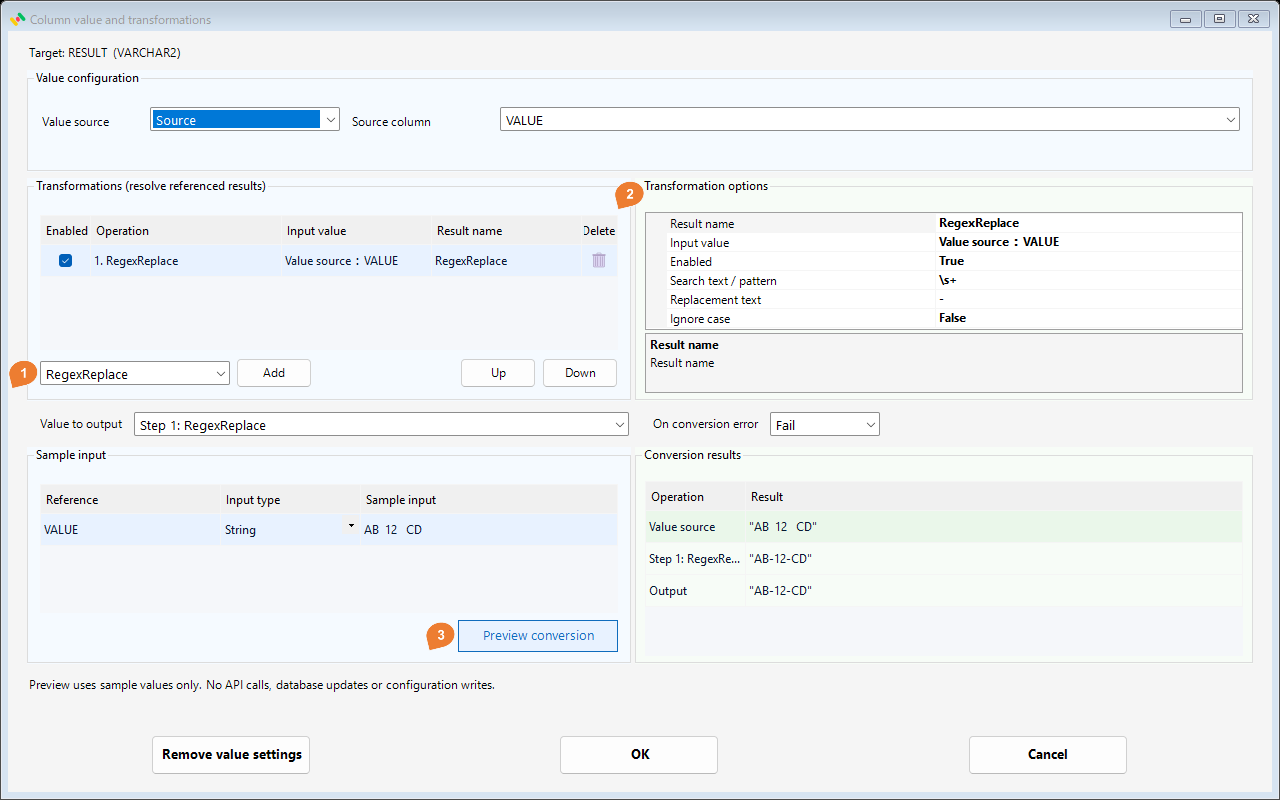 Column value and transformations
Target: RESULT (VARCHAR2)
Value configuration
Value source
Source
Source column
VALUE
Transformations (resolve referenced results)
Enabled Operation Input value Result name Delete
1. RegexReplace Value source : VALUE RegexReplace
1
RegexReplace
Add
Up
Down
2
Transformation options
Result name RegexReplace
Input value Value source : VALUE
Enabled True
Search text / pattern \s+
Replacement text -
Ignore case False
Result name
Result name
Value to output
Step 1: RegexReplace
On conversion error
Fail
Sample input
Reference Input type Sample input
VALUE String AB  12   CD
3
Preview conversion
Conversion results
Operation Result
Value source "AB  12   CD"
Step 1: RegexRe... "AB-12-CD"
Output "AB-12-CD"
Preview uses sample values only. No API calls, database updates or configuration writes.
Remove value settings
OK
Cancel